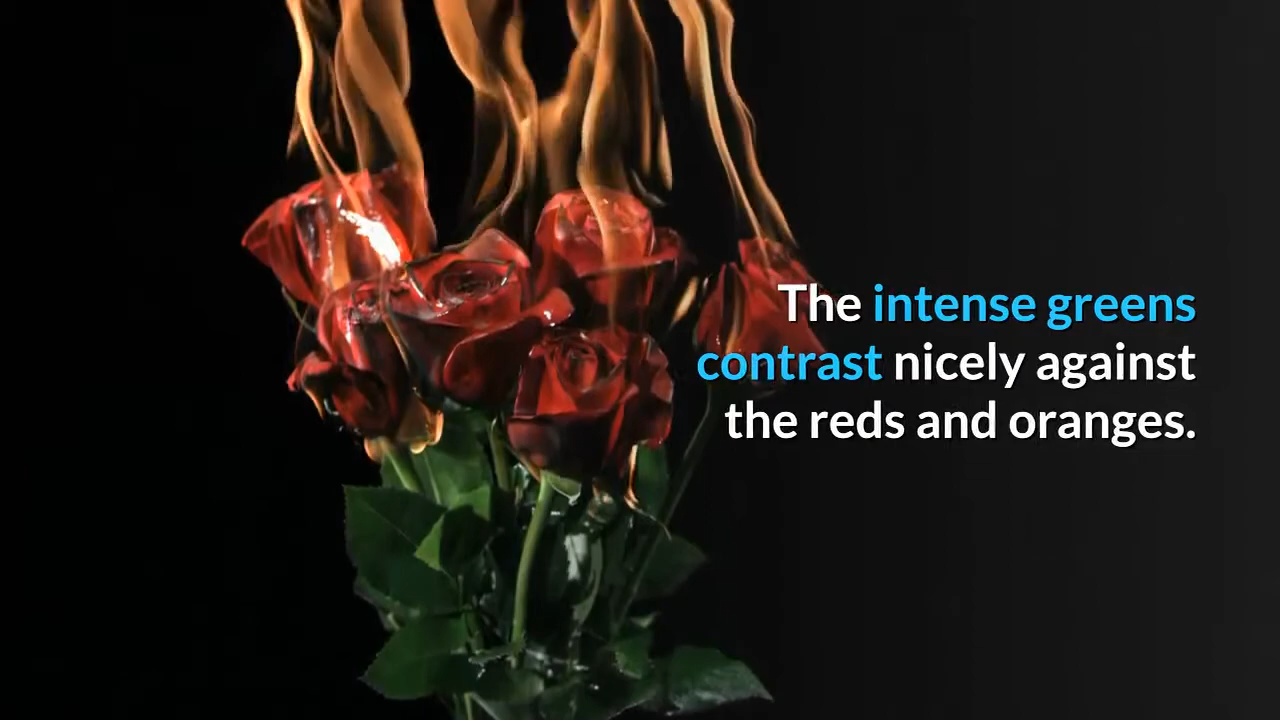 The intense greens
contrast nicely against
the reds and oranges.